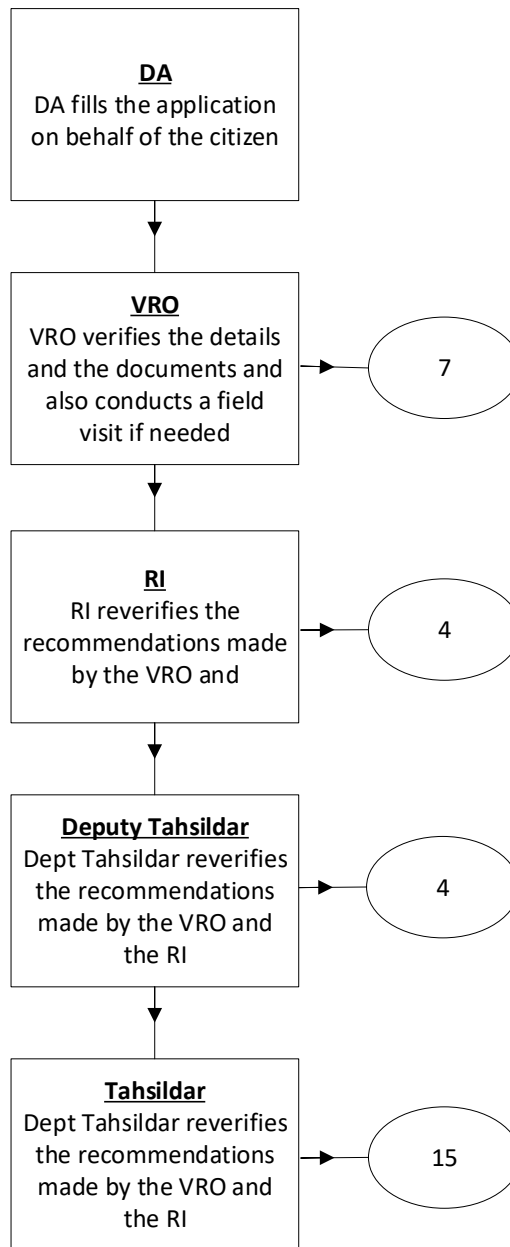 DA
DA fills the application
on behalf of the citizen
VRO
VRO verifies the details
and the documents and
also conducts a field
visit if needed
7
RI
RI reverifies the
recommendations made
by the VRO and
4
Deputy Tahsildar
Dept Tahsildar reverifies
the recommendations
made by the VRO and
the RI
4
Tahsildar
Dept Tahsildar reverifies
the recommendations
made by the VRO and
the RI
15